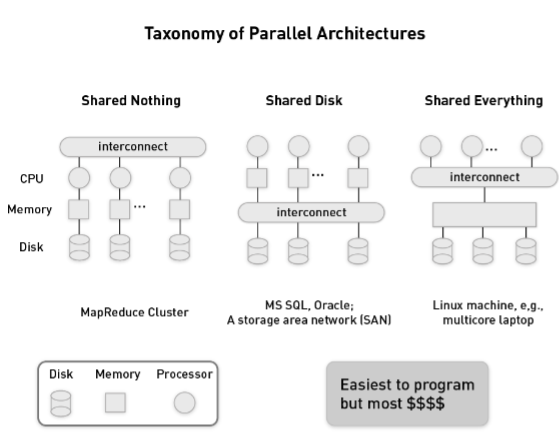 Taxonomy of Parallel Architectures
Shared Nothing
Shared Disk
Shared Everything
interconnect
...
interconnect
CPU
Memory
Disk
...
...
interconnect
MapReduce Cluster
MS SQL, Oracle;
A storage area network (SAN)
Linux machine, e,g.,
multicore laptop
Disk Memory Processor
Easiest to program
but most $$$$